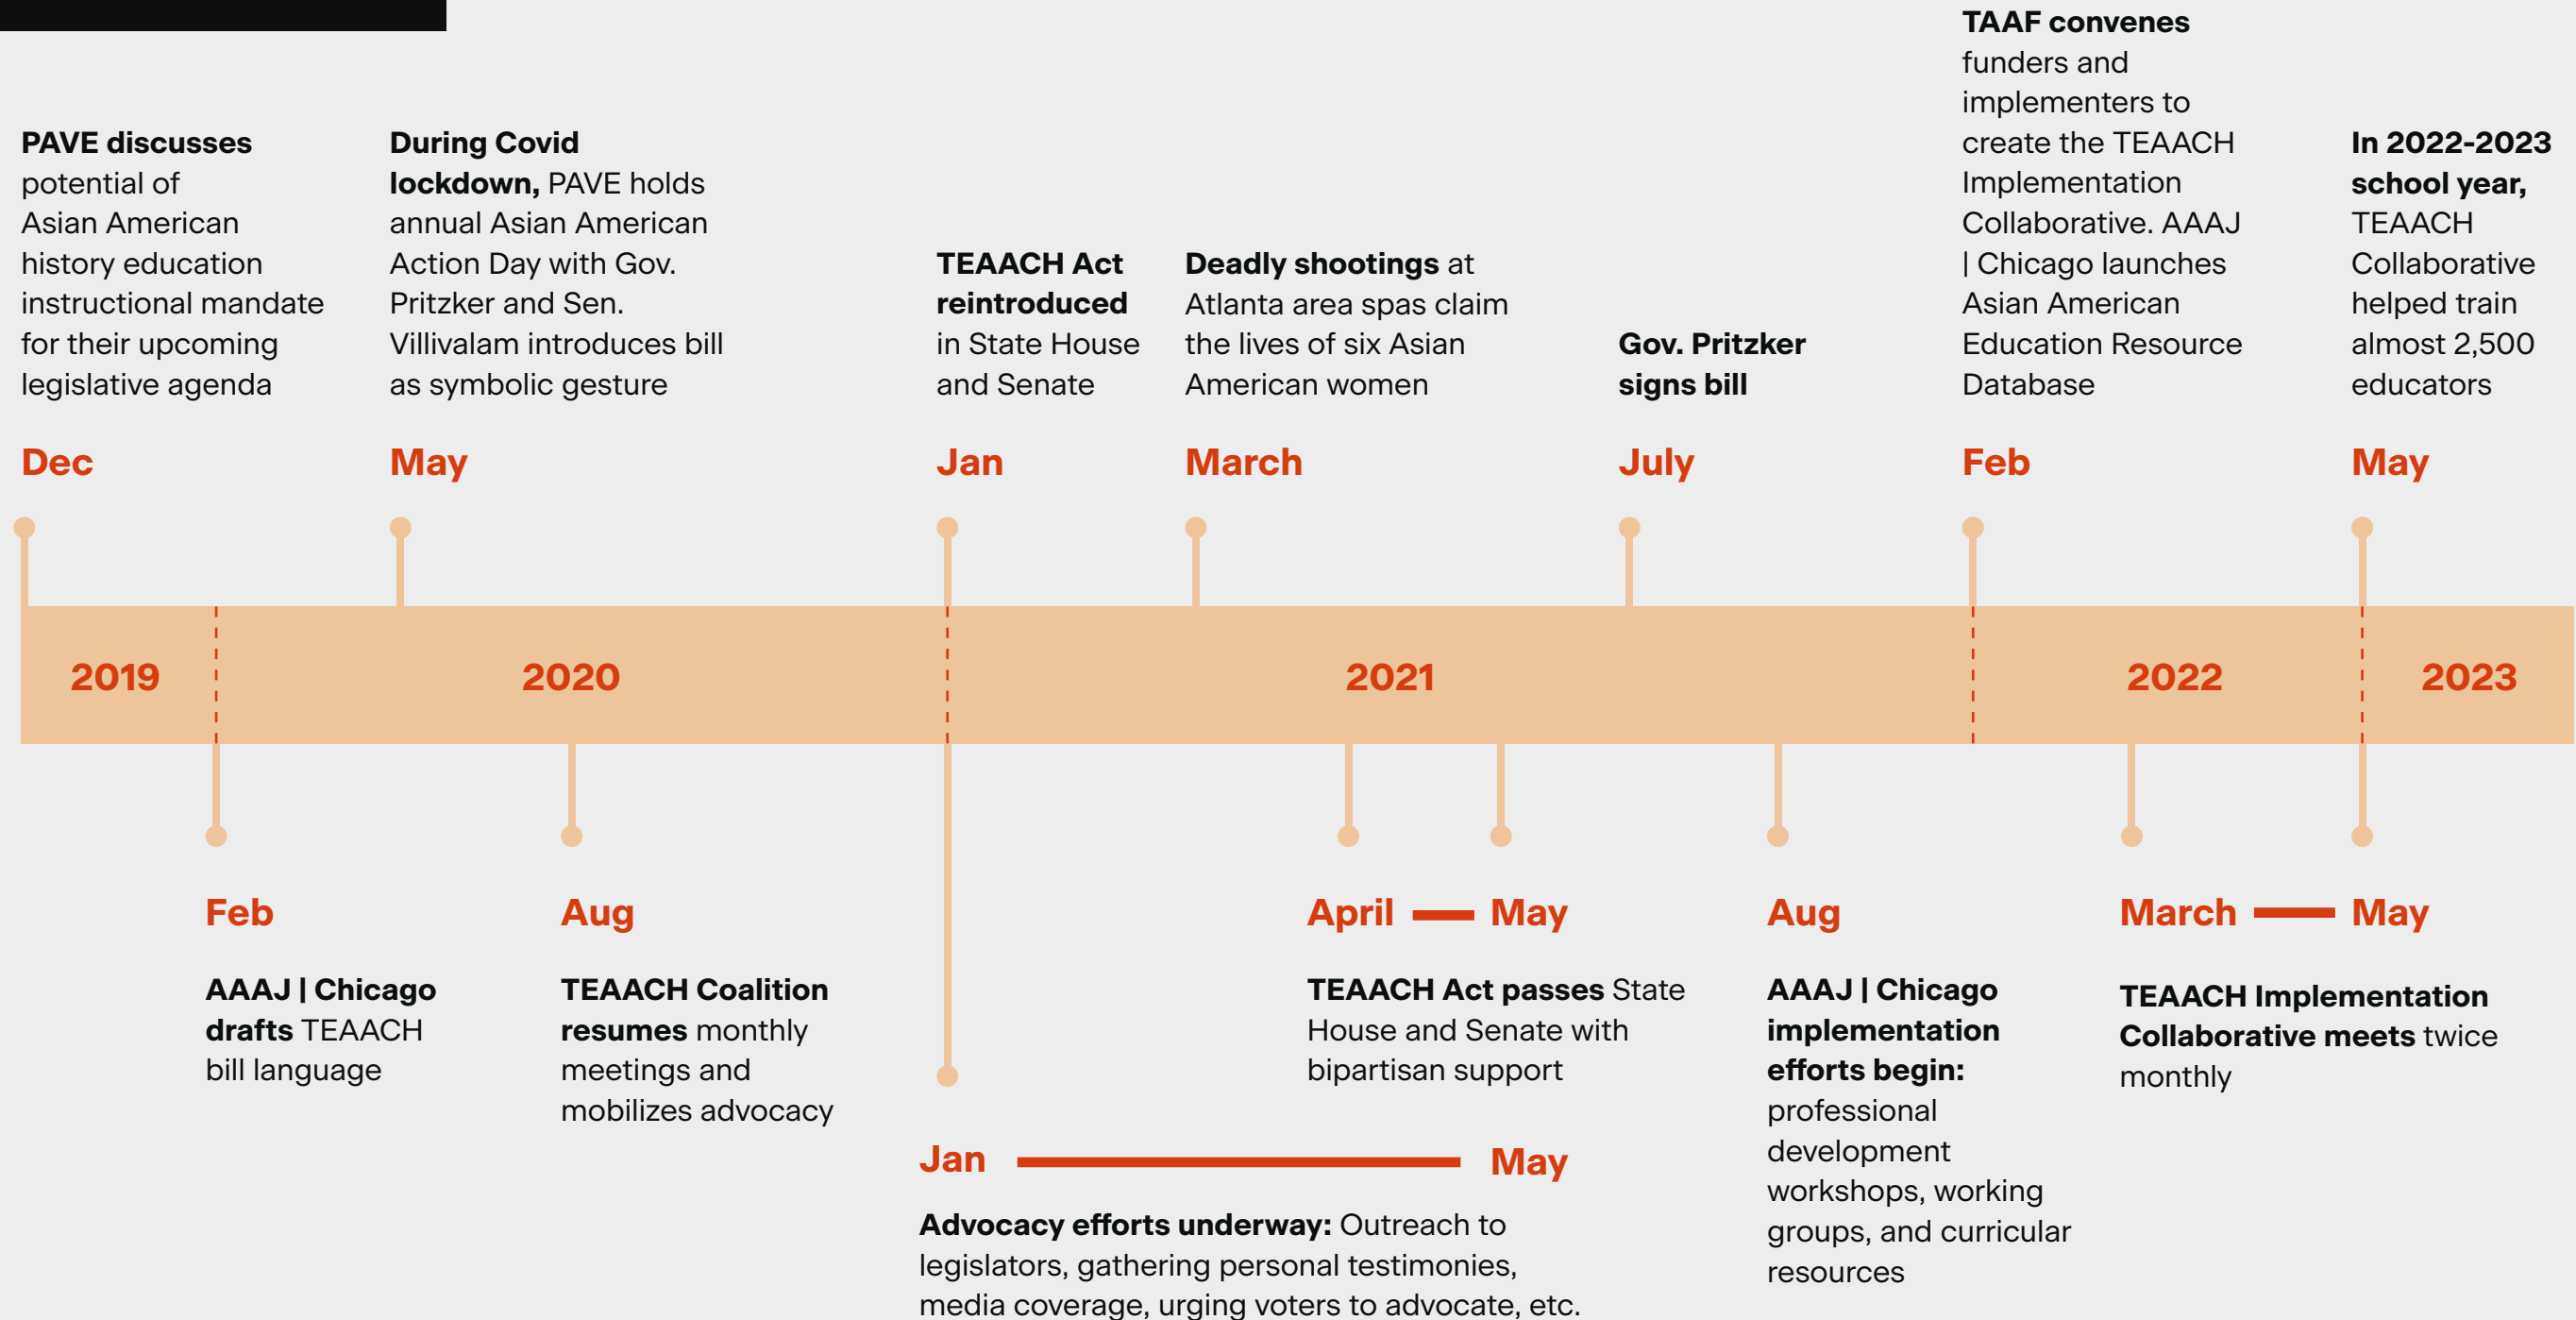 PAVE discusses
potential of
Asian American
history education
instructional mandate
for their upcoming
legislative agenda
Dec
During Covid
lockdown, PAVE holds
annual Asian American
Action Day with Gov.
Pritzker and Sen.
Villivalam introduces bill
as symbolic gesture
May
TEAACH Act
reintroduced
in State House
and Senate
Jan
Deadly shootings at
Atlanta area spas claim
the lives of six Asian
American women
March
Gov. Pritzker
signs bill
July
TAAF convenes
funders and
implementers to
create the TEAACH
Implementation
Collaborative. AAAJ
| Chicago launches
Asian American
Education Resource
Database
Feb
In 2022-2023
school year,
TEAACH
Collaborative
helped train
almost 2,500
educators
May
2019
2020
2021
2022
2023
Feb
AAAJ | Chicago
drafts TEAACH
bill language
Aug
TEAACH Coalition
resumes monthly
meetings and
mobilizes advocacy
Jan May
Advocacy efforts underway: Outreach to
legislators, gathering personal testimonies,
media coverage, urging voters to advocate, etc.
April May
TEAACH Act passes State
House and Senate with
bipartisan support
Aug
AAAJ | Chicago
implementation
efforts begin:
professional
development
workshops, working
groups, and curricular
resources
March May
TEAACH Implementation
Collaborative meets twice
monthly